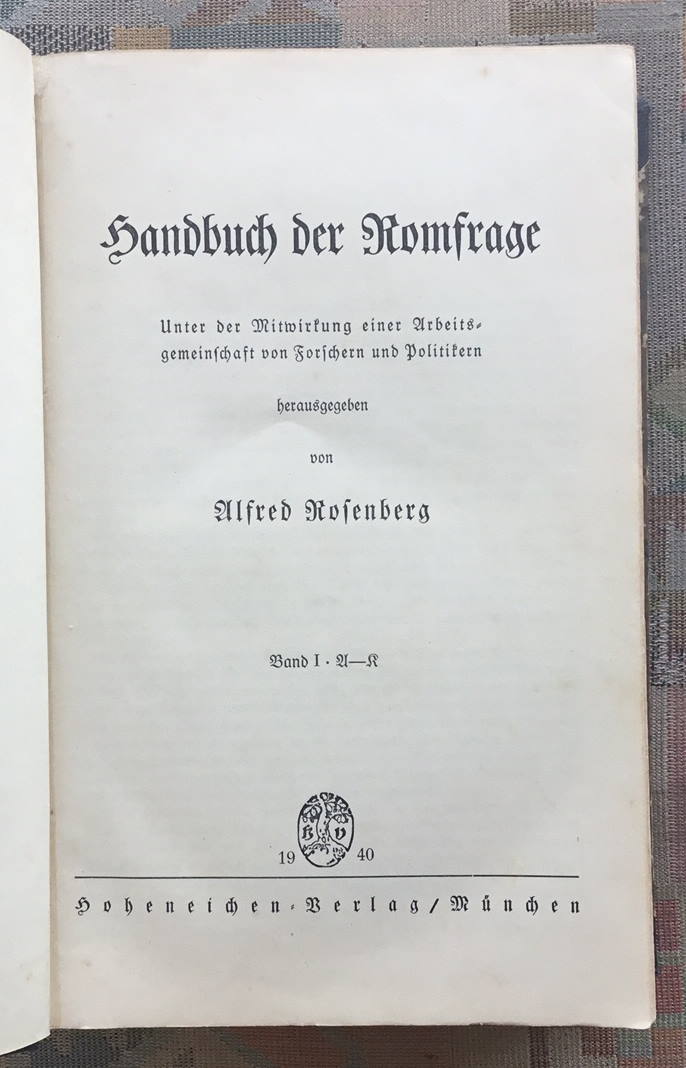 Handbuch der Romfrage
Unter der Mitwirkung einer Arbeits-
gemeinschaft von Forschern und Politikern
herausgegeben
von
Alfred Rosenberg
Band I · A—K
H V
19 40
Hoheneichen-Verlag / München